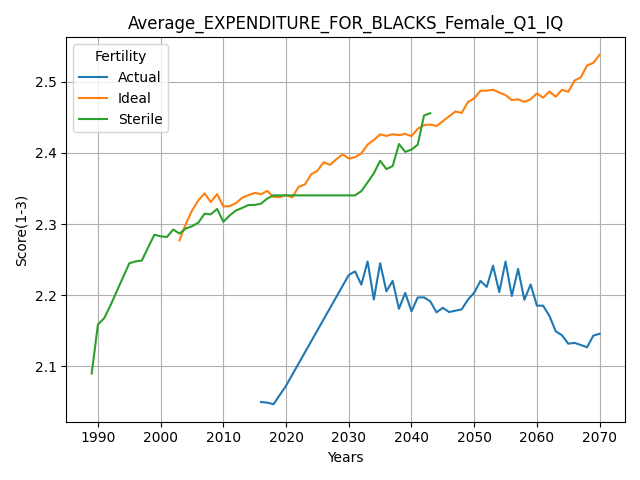 Average_EXPENDITURE_FOR_BLACKS_Female_Q1_IQ
Fertility
Actual
Ideal
Sterile
Score(1-3)
2.5
2.4
2.3
2.2
2.1
1990 2000 2010 2020 2030 2040 2050 2060 2070
Years